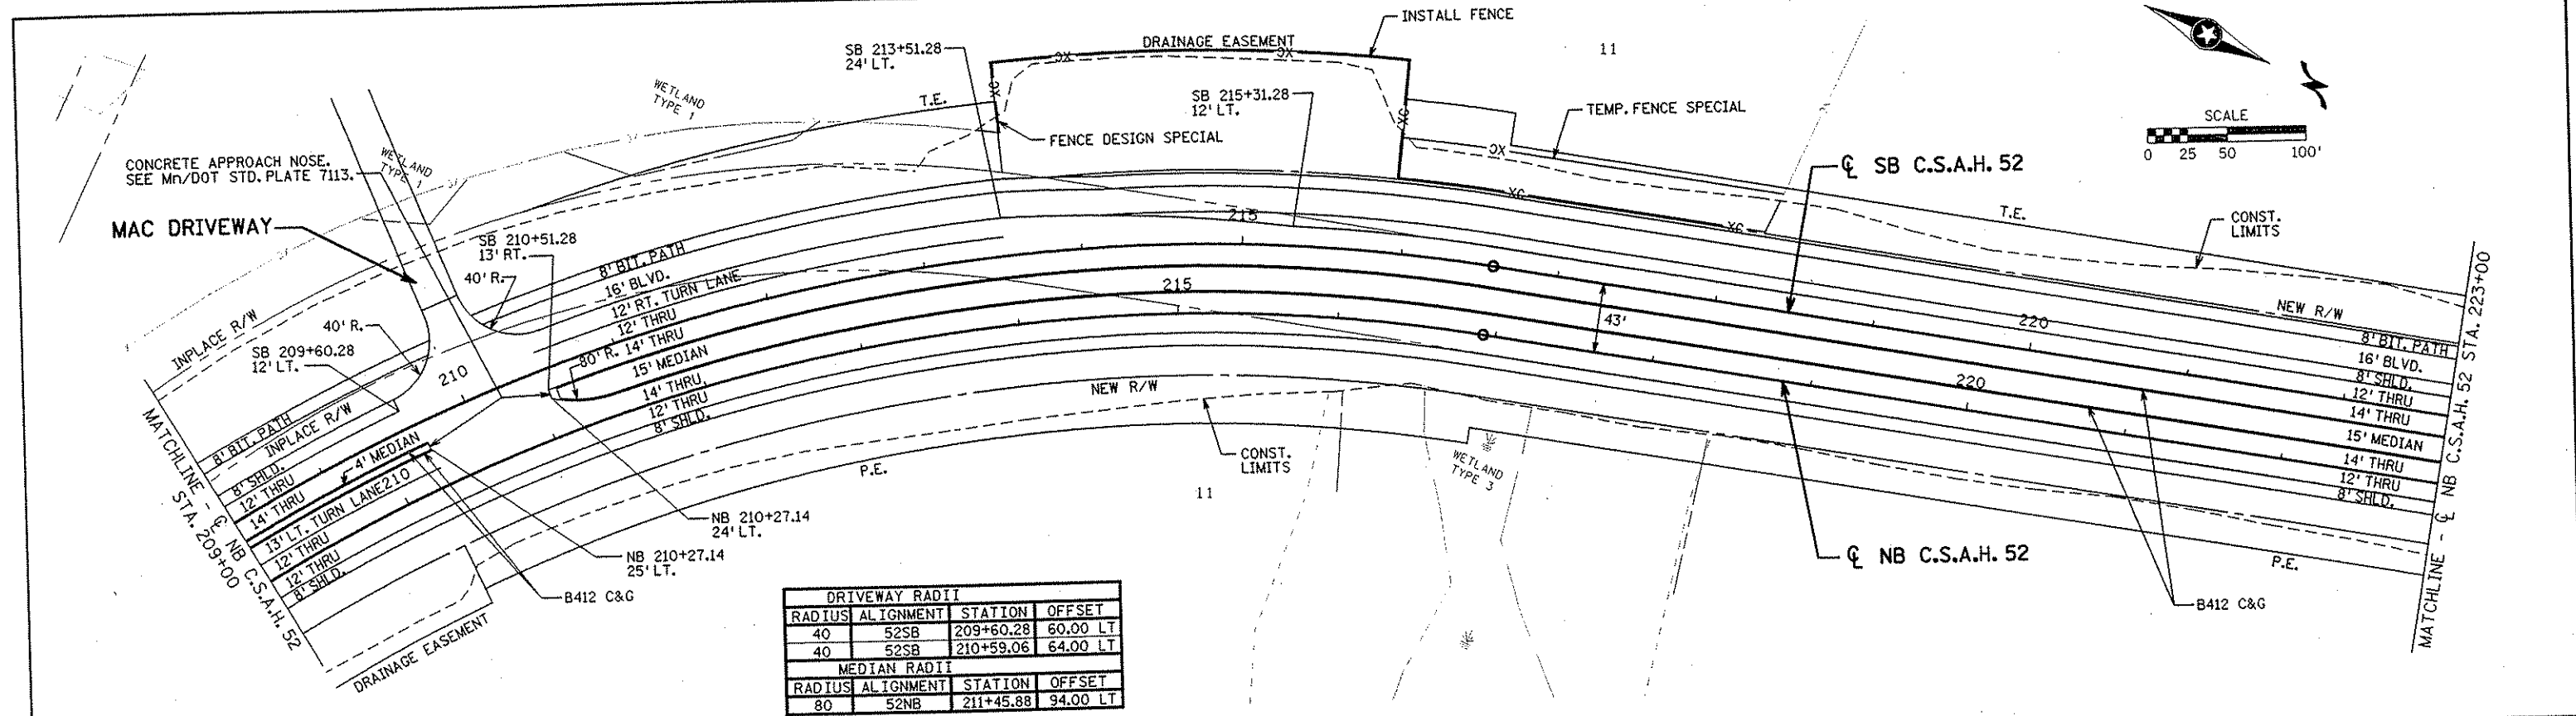 INSTALL FENCE
DRAINAGE EASEMENT
XC
XC
11
SB 213+51.28
24' LT.
WETLAND
TYPE 1
T.E.
XC
SB 215+31.28
12' LT.
XC
TEMP. FENCE SPECIAL
SCALE
0 25 50 100'
FENCE DESIGN SPECIAL
XC
CONCRETE APPROACH NOSE.
SEE Mn/DOT STD. PLATE 7113.
WETLAND
TYPE 1
℄ SB C.S.A.H. 52
MAC DRIVEWAY
SB 210+51.28
13' RT.
40' R.
8' BIT. PATH
16' BLVD.
12' RT. TURN LANE
12' THRU
80' R. 14' THRU
15' MEDIAN
14' THRU
12' THRU
8' SHLD.
215
215
XC
XC
T.E.
CONST.
LIMITS
43'
220
220
NEW R/W
INPLACE R/W
40' R.
SB 209+60.28
12' LT.
210
NEW R/W
8' BIT. PATH
16' BLVD.
8' SHLD.
12' THRU
14' THRU
15' MEDIAN
14' THRU
12' THRU
8' SHLD.
MATCHLINE - ℄ NB C.S.A.H. 52 STA. 223+00
8' BIT. PATH
INPLACE R/W
8' SHLD.
12' THRU
14' THRU
4' MEDIAN
13' LT. TURN LANE 210
12' THRU
12' THRU
8' SHLD.
MATCHLINE - ℄ NB C.S.A.H. 52
STA. 209+00
P.E.
CONST.
LIMITS
WETLAND
TYPE 3
11
NB 210+27.14
24' LT.
NB 210+27.14
25' LT.
B412 C&G
℄ NB C.S.A.H. 52
P.E.
B412 C&G
DRAINAGE EASEMENT
DRIVEWAY RADII
RADIUS ALIGNMENT STATION OFFSET
40 52SB 209+60.28 60.00 LT
40 52SB 210+59.06 64.00 LT
MEDIAN RADII
RADIUS ALIGNMENT STATION OFFSET
80 52NB 211+45.88 94.00 LT